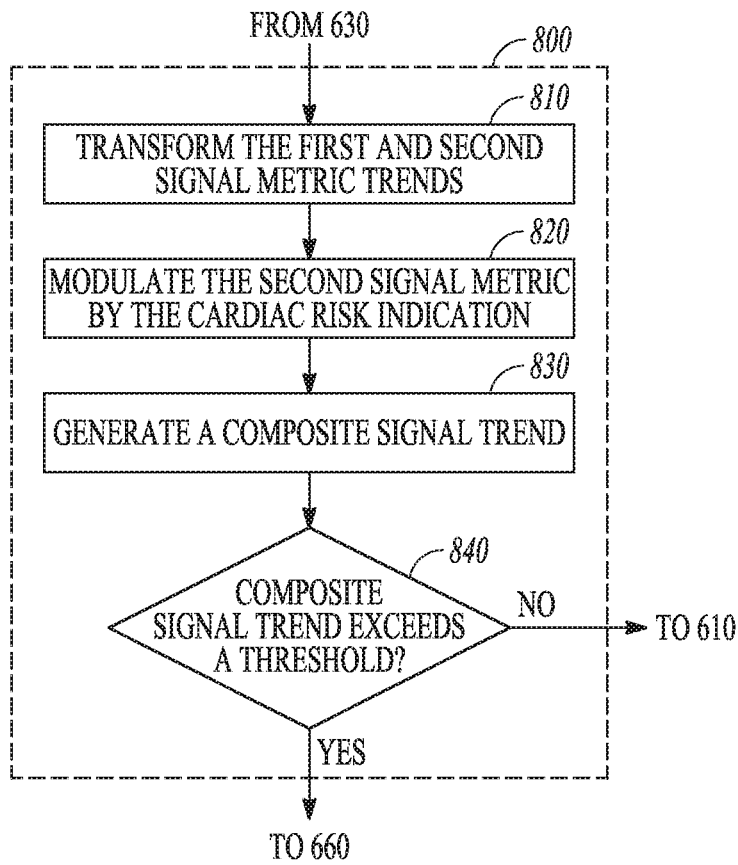 FROM 630
800
810
TRANSFORM THE FIRST AND SECOND
SIGNAL METRIC TRENDS
820
MODULATE THE SECOND SIGNAL METRIC
BY THE CARDIAC RISK INDICATION
830
GENERATE A COMPOSITE SIGNAL TREND
840
COMPOSITE
SIGNAL TREND EXCEEDS
A THRESHOLD?
NO
TO 610
YES
TO 660